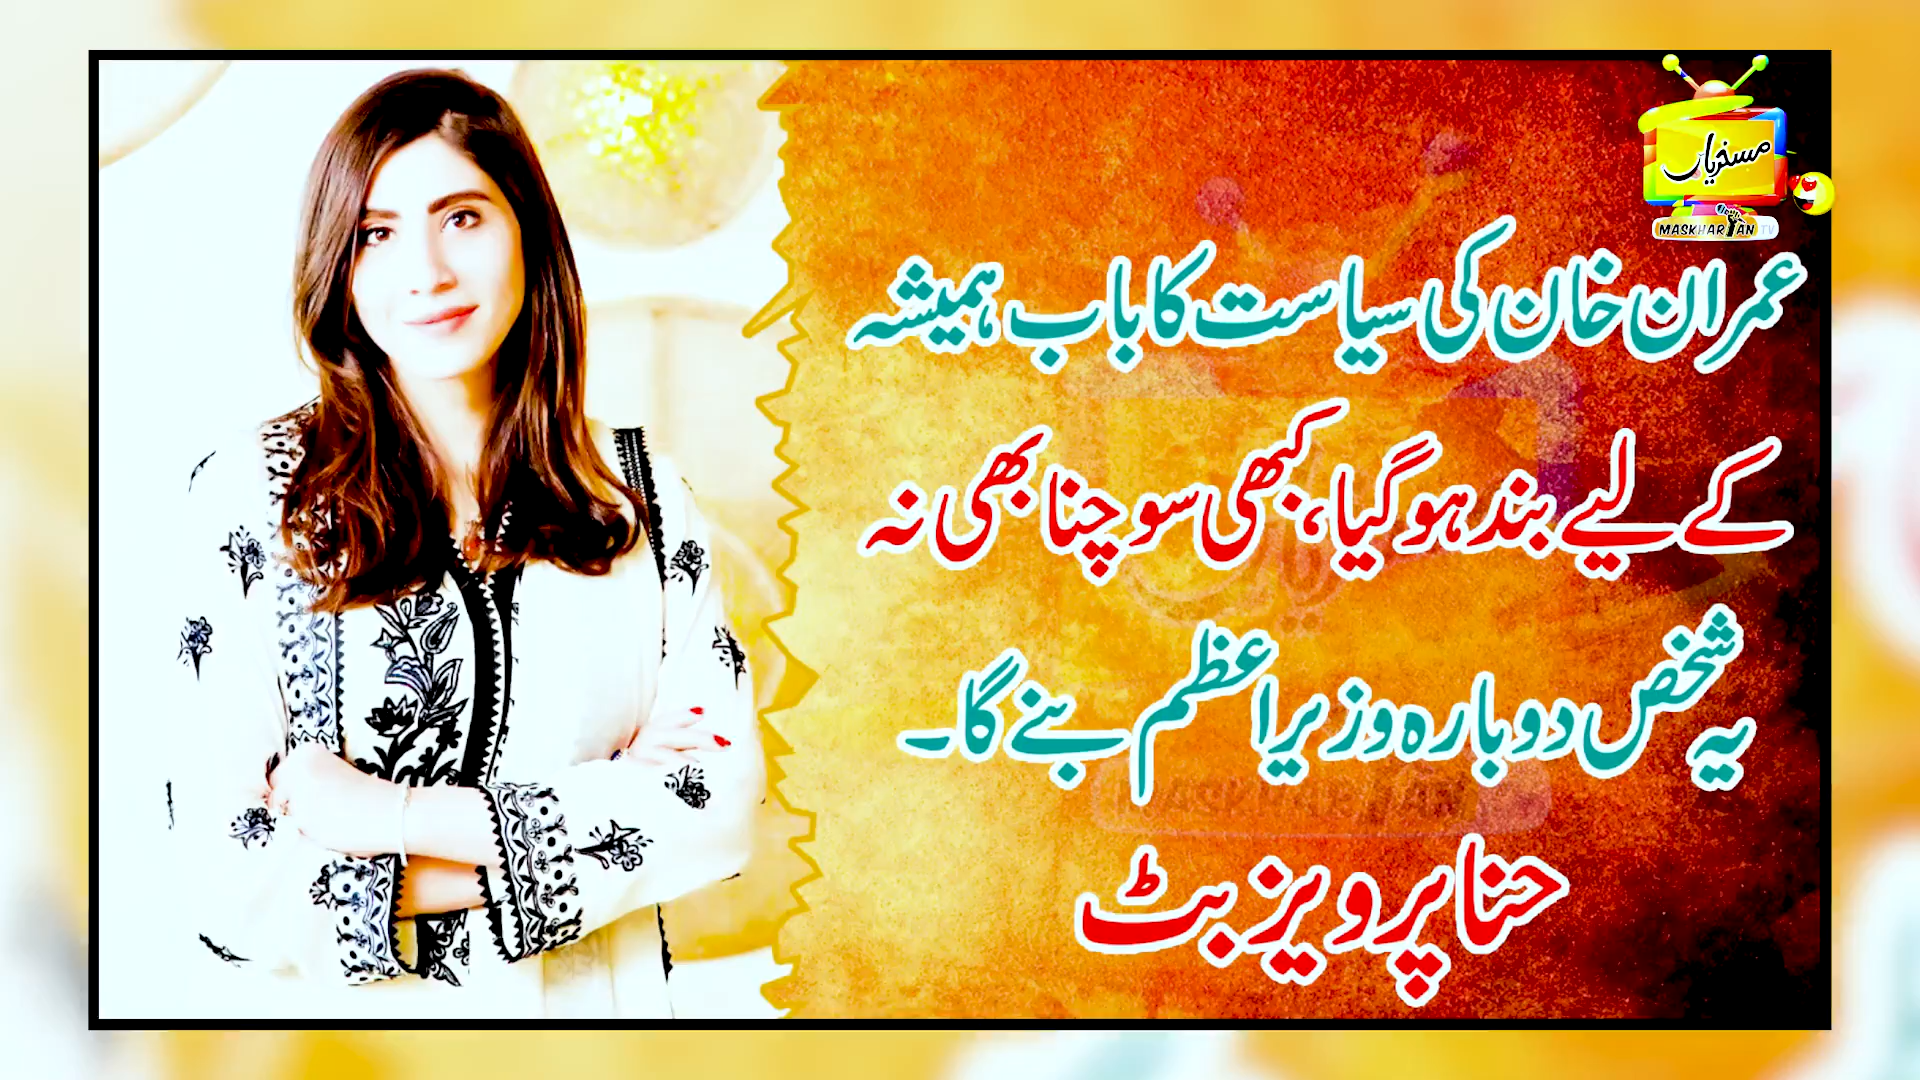 مسخریاں
MASKHARIYAN TV
عمران خان کی سیاست کا باب ہمیشہ
کے لیے بند ہو گیا، کبھی سوچنا بھی نہ
یہ شخص دوبارہ وزیراعظم بنے گا۔
حنا پرویز بٹ